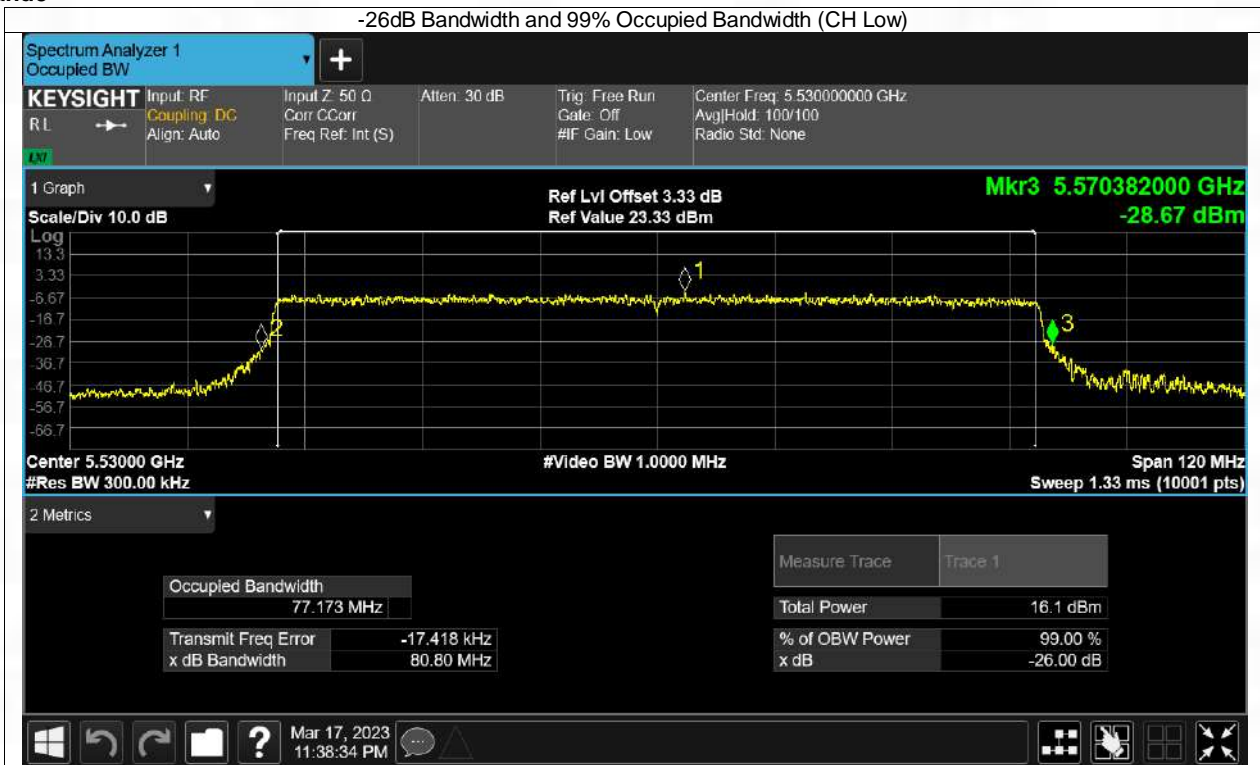 -26dB Bandwidth and 99% Occupied Bandwidth (CH Low)
Spectrum Analyzer 1
Occupied BW
+
KEYSIGHT
RL
LXI
Input: RF
Coupling: DC
Align: Auto
Input Z: 50 Ω
Corr CCorr
Freq Ref: Int (S)
Atten: 30 dB
Trig: Free Run
Gate: Off
#IF Gain: Low
Center Freq: 5.530000000 GHz
Avg|Hold: 100/100
Radio Std: None
1 Graph
Scale/Div 10.0 dB
Ref Lvl Offset 3.33 dB
Ref Value 23.33 dBm
Mkr3 5.570382000 GHz
-28.67 dBm
Log
13.3
3.33
-6.67
-16.7
-26.7
-36.7
-46.7
-56.7
-66.7
1
2
3
Center 5.53000 GHz
#Res BW 300.00 kHz
#Video BW 1.0000 MHz
Span 120 MHz
Sweep 1.33 ms (10001 pts)
2 Metrics
Occupied Bandwidth
77.173 MHz
Transmit Freq Error -17.418 kHz
x dB Bandwidth 80.80 MHz
Measure Trace Trace 1
Total Power 16.1 dBm
% of OBW Power 99.00 %
x dB -26.00 dB
?
Mar 17, 2023
11:38:34 PM